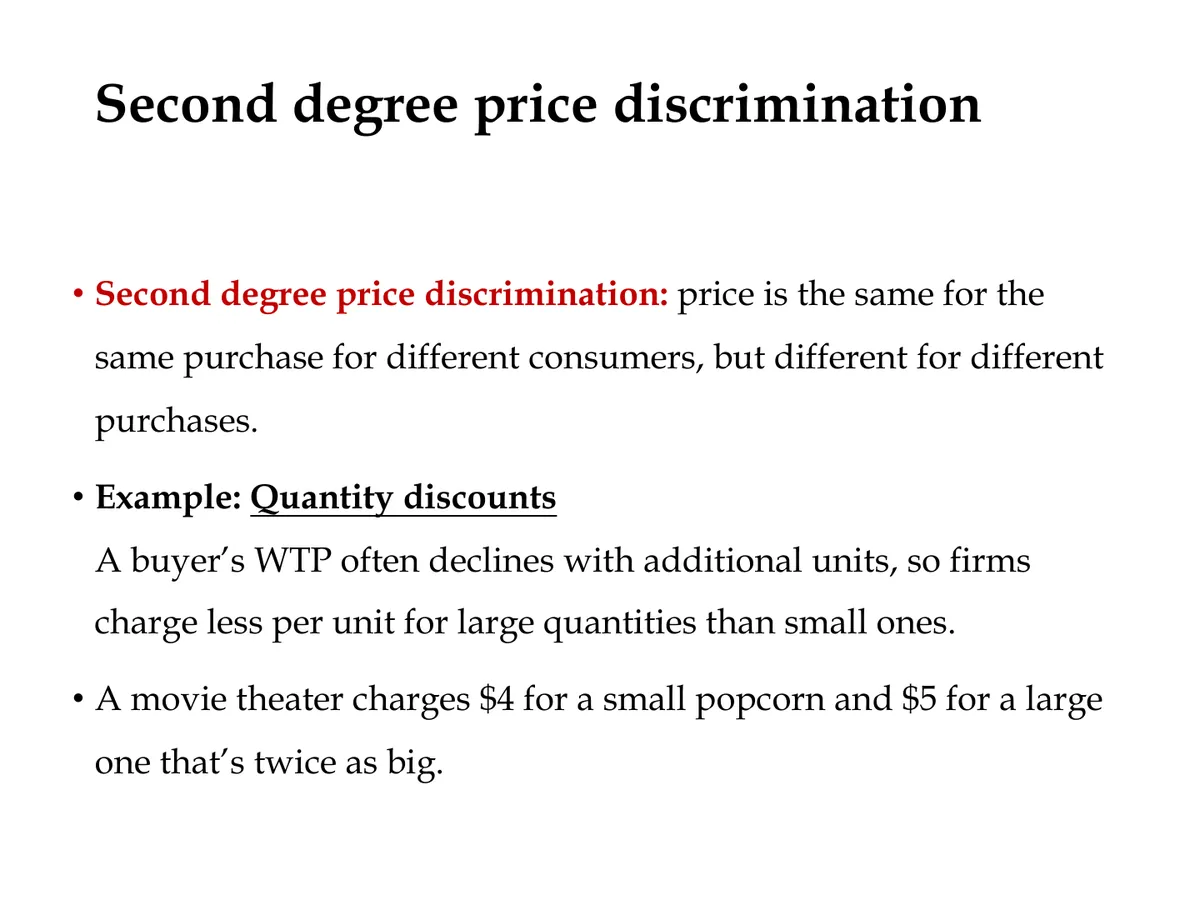 Second degree price discrimination
• Second degree price discrimination: price is the same for the
same purchase for different consumers, but different for different
purchases.
• Example: Quantity discounts
A buyer’s WTP often declines with additional units, so firms
charge less per unit for large quantities than small ones.
• A movie theater charges $4 for a small popcorn and $5 for a large
one that’s twice as big.